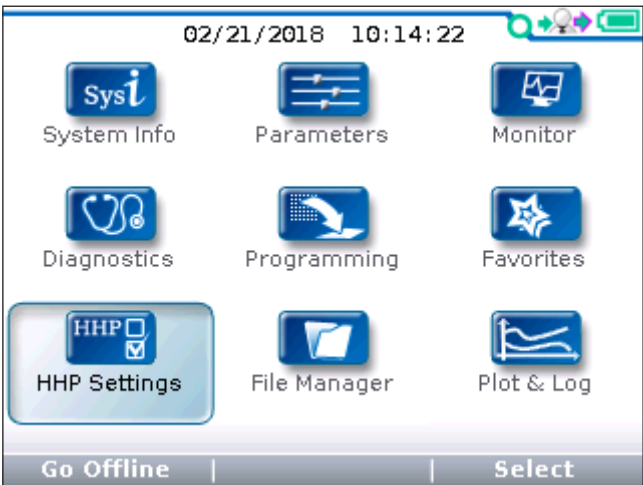 02/21/2018 10:14:22
Sysi
System Info
Parameters
Monitor
Diagnostics
Programming
Favorites
HHP
HHP Settings
File Manager
Plot & Log
Go Offline | | Select